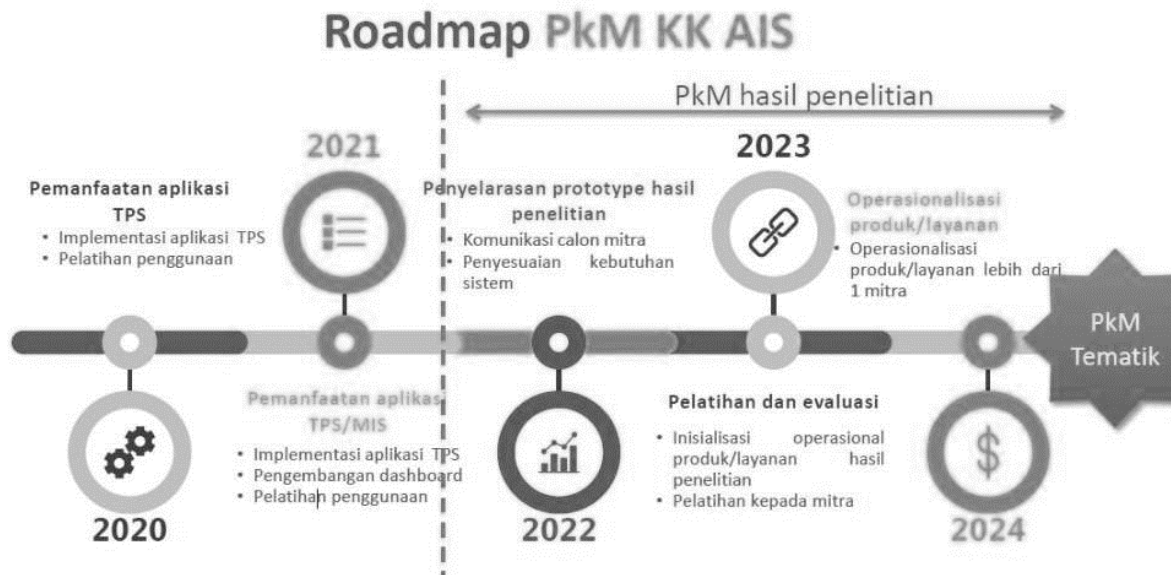 Roadmap PkM KK AIS
PkM hasil penelitian
2020
Pemanfaatan aplikasi
TPS
• Implementasi aplikasi TPS
• Pelatihan penggunaan
2021
Pemanfaatan aplikas
TPS/MIS
• Implementasi aplikasi TPS
• Pengembangan dashboard
• Pelatihan penggunaan
2022
Penyelarasan prototype hasil
penelitian
• Komunikasi calon mitra
• Penyesuaian kebutuhan
sistem
2023
Pelatihan dan evaluasi
• Inisialisasi operasional
produk/layanan hasil
penelitian
• Pelatihan kepada mitra
2024
Operasionalisasi
produk/layanan
• Operasionalisasi
produk/layanan lebih dari
1 mitra
$
PkM
Tematik